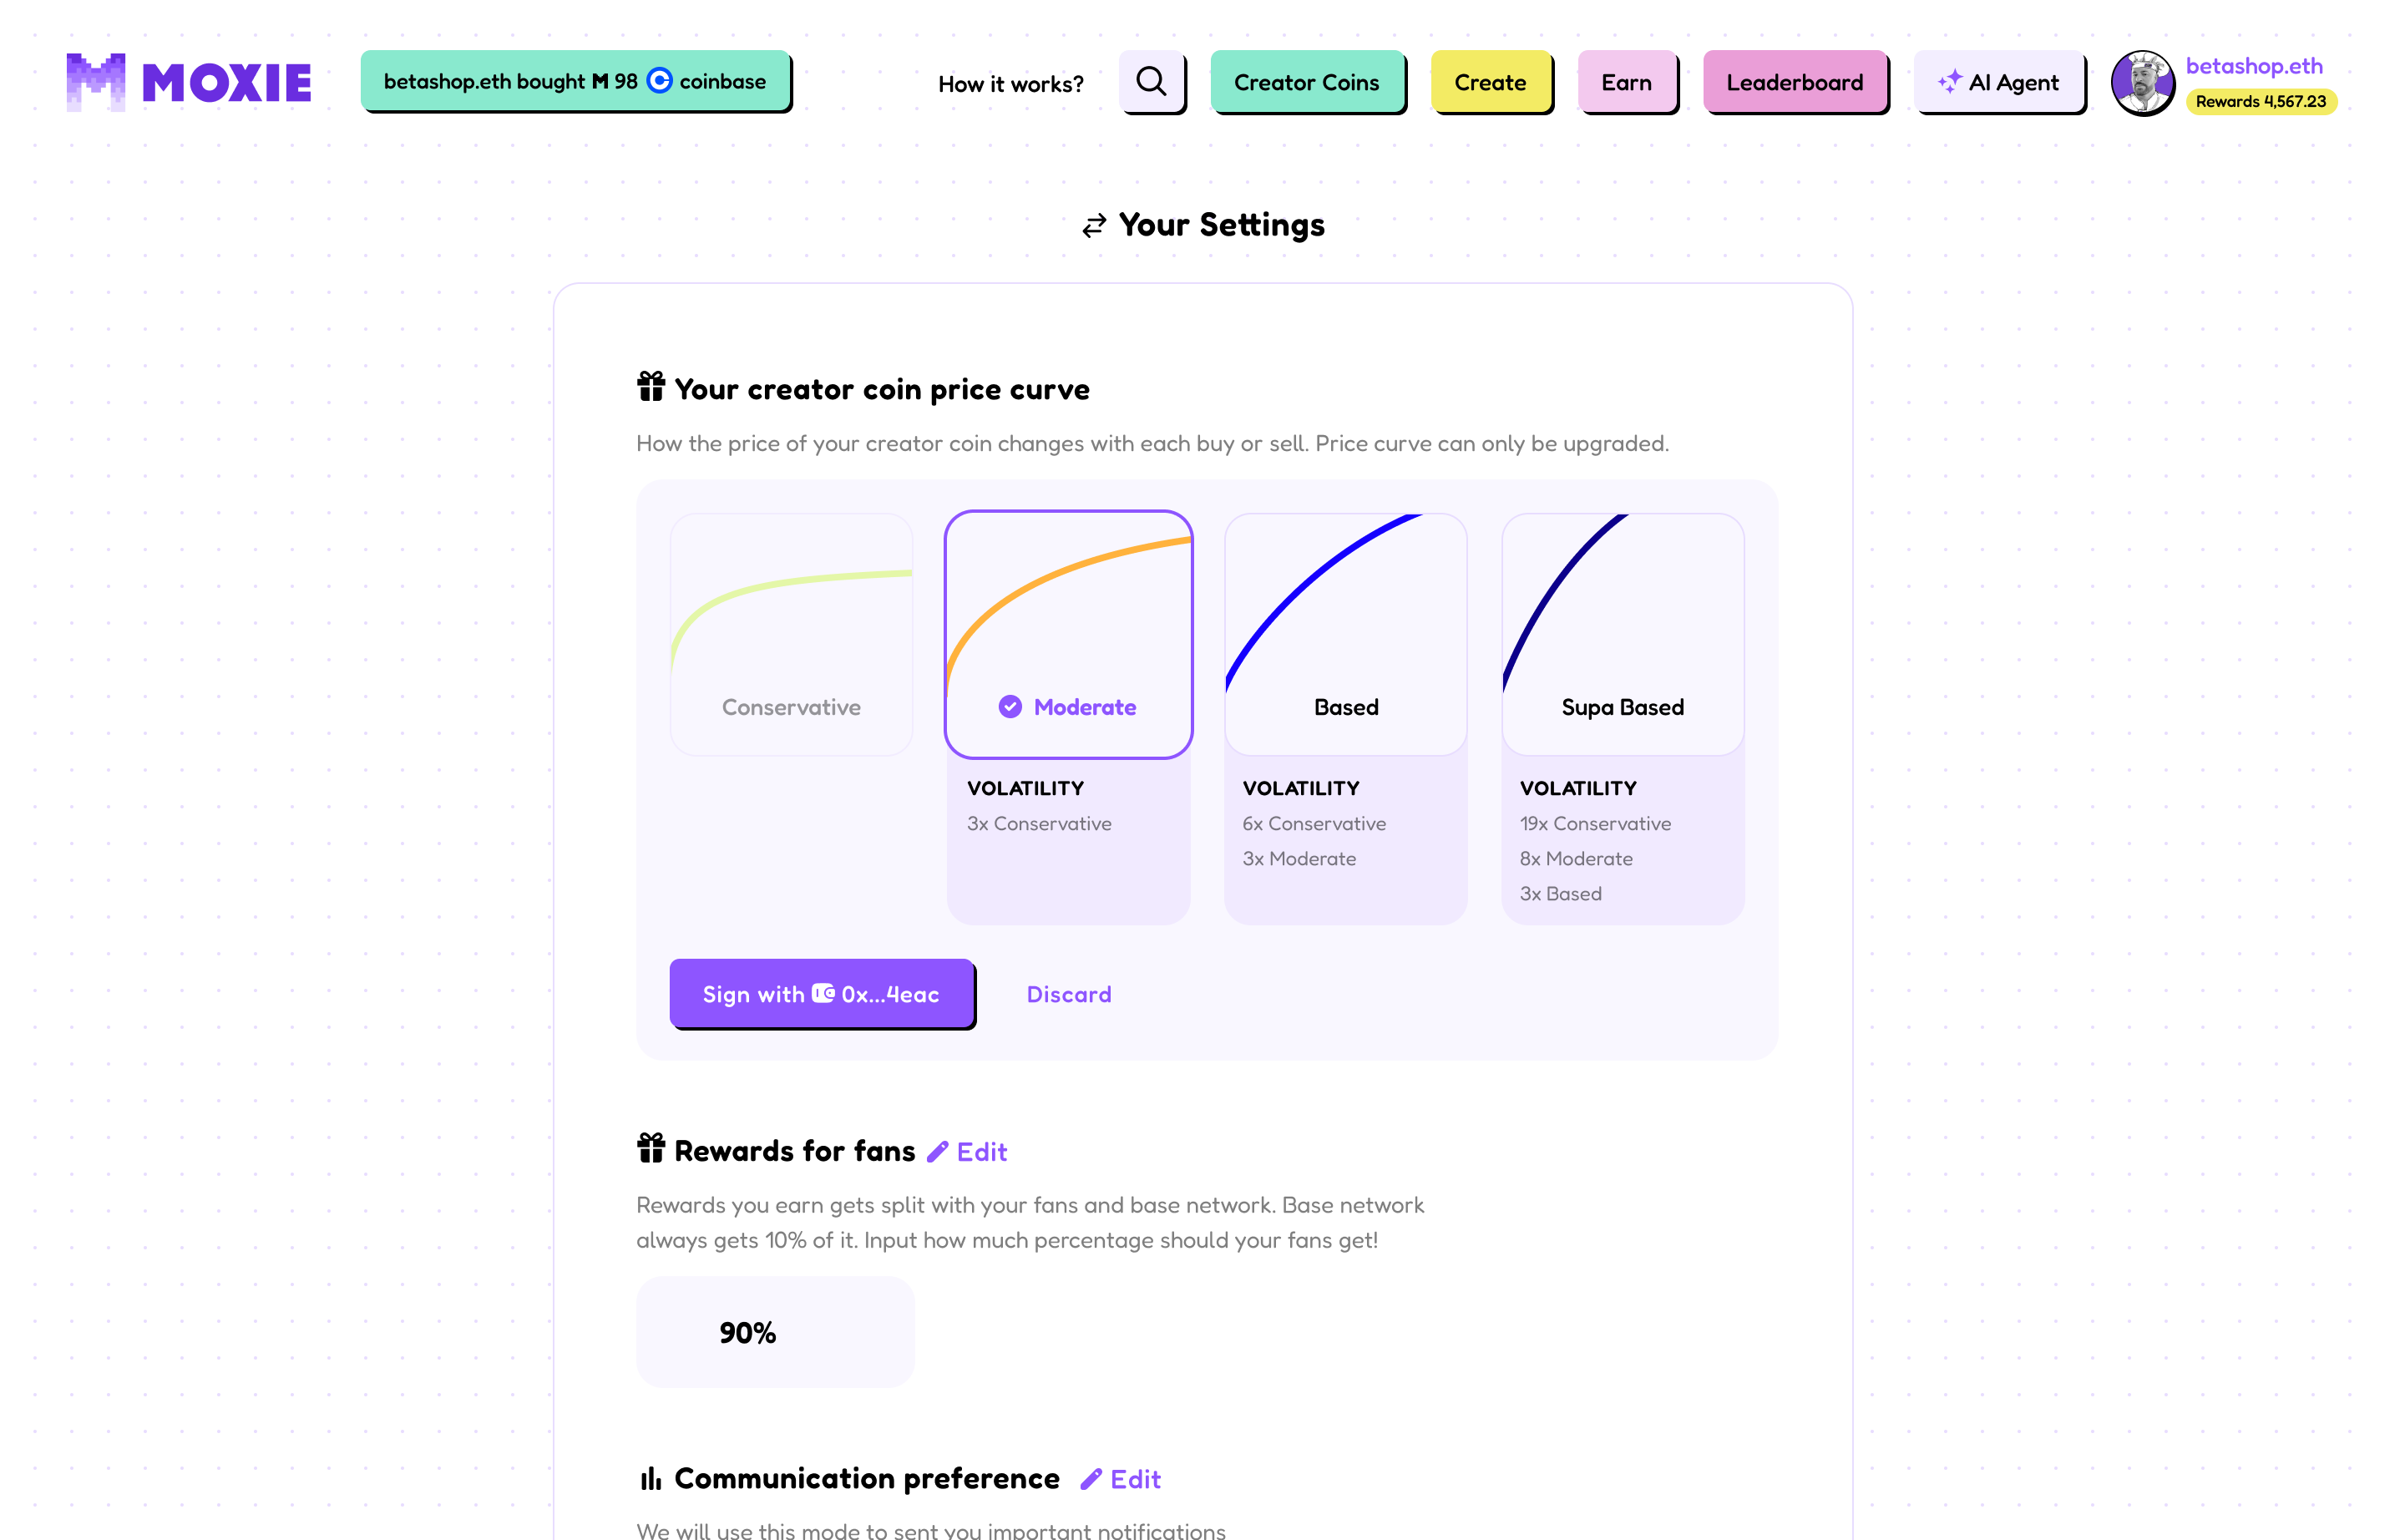 MOXIE
betashop.eth bought M 98 coinbase
How it works?
Creator Coins
Create
Earn
Leaderboard
AI Agent
betashop.eth
Rewards 4,567.23
Your Settings
Your creator coin price curve
How the price of your creator coin changes with each buy or sell. Price curve can only be upgraded.
Conservative
Moderate
VOLATILITY
3x Conservative
Based
VOLATILITY
6x Conservative
3x Moderate
Supa Based
VOLATILITY
19x Conservative
8x Moderate
3x Based
Sign with 0x...4eac
Discard
Rewards for fans Edit
Rewards you earn gets split with your fans and base network. Base network
always gets 10% of it. Input how much percentage should your fans get!
90%
Communication preference Edit
We will use this mode to sent you important notifications